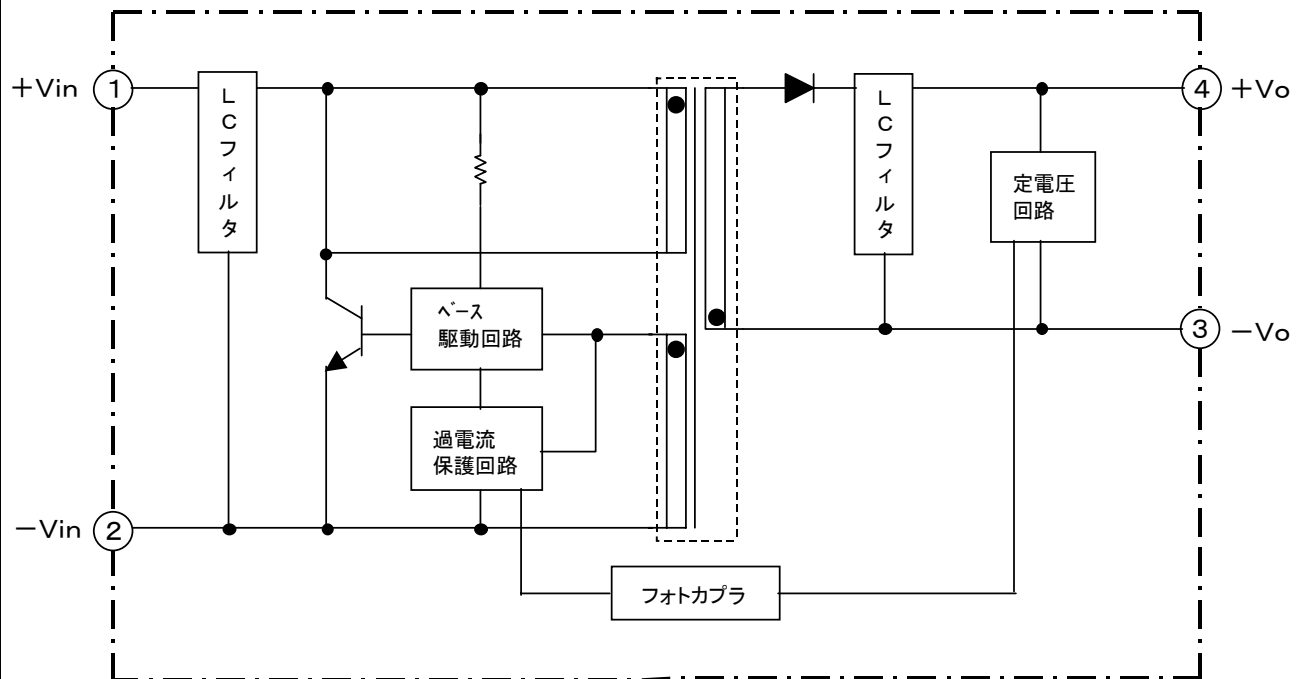 ＋Vin
1
LCフィルタ
LCフィルタ
4
＋Vo
定電圧
回路
ベース
駆動回路
3
－Vo
過電流
保護回路
－Vin
2
フォトカプラ